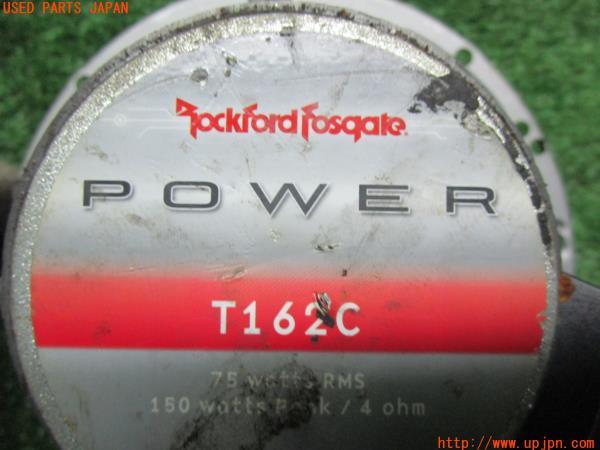 USED PARTS JAPAN
Rockford Fosgate
POWER
T162C
75 watts RMS
150 watts Peak / 4 ohm
http://www.upjpn.com